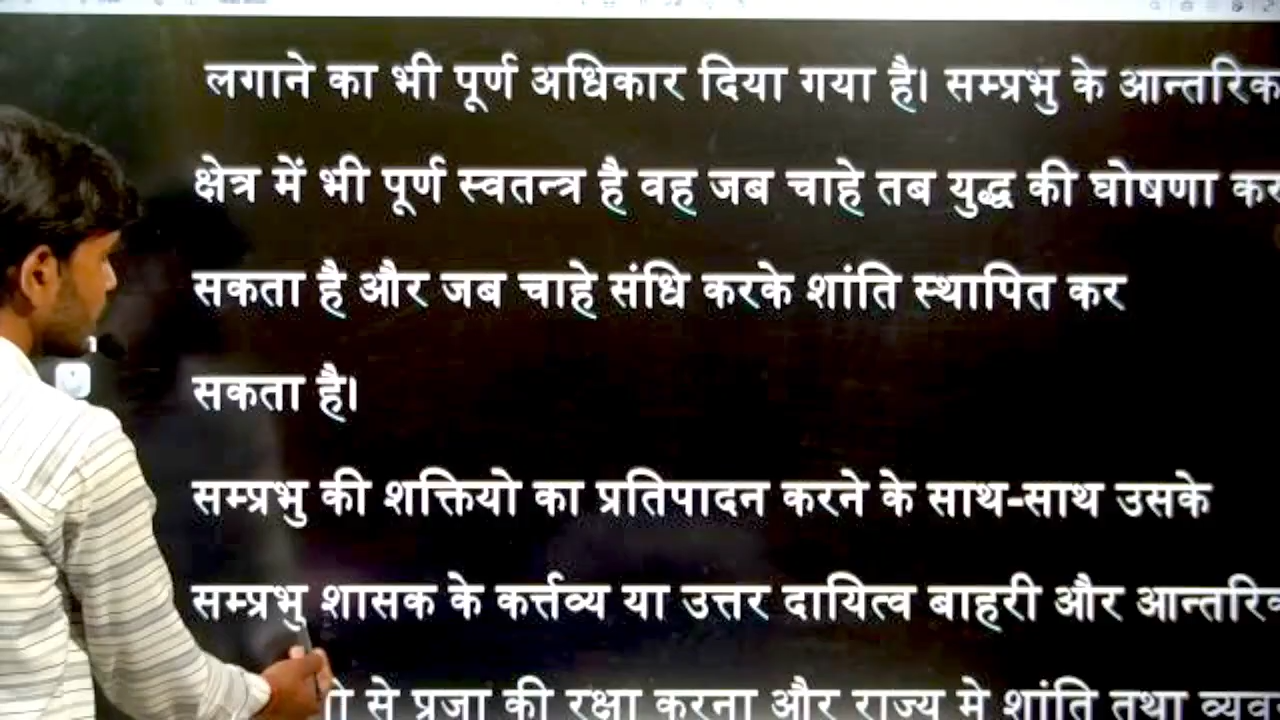 लगाने का भी पूर्ण अधिकार दिया गया है। सम्प्रभु के आन्तरिक
क्षेत्र में भी पूर्ण स्वतन्त्र है वह जब चाहे तब युद्ध की घोषणा कर
सकता है और जब चाहे संधि करके शांति स्थापित कर
सकता है।
सम्प्रभु की शक्तियो का प्रतिपादन करने के साथ-साथ उसके
सम्प्रभु शासक के कर्त्तव्य या उत्तर दायित्व बाहरी और
से प्रजा की रक्षा करना और राज्य मे शांति तथा